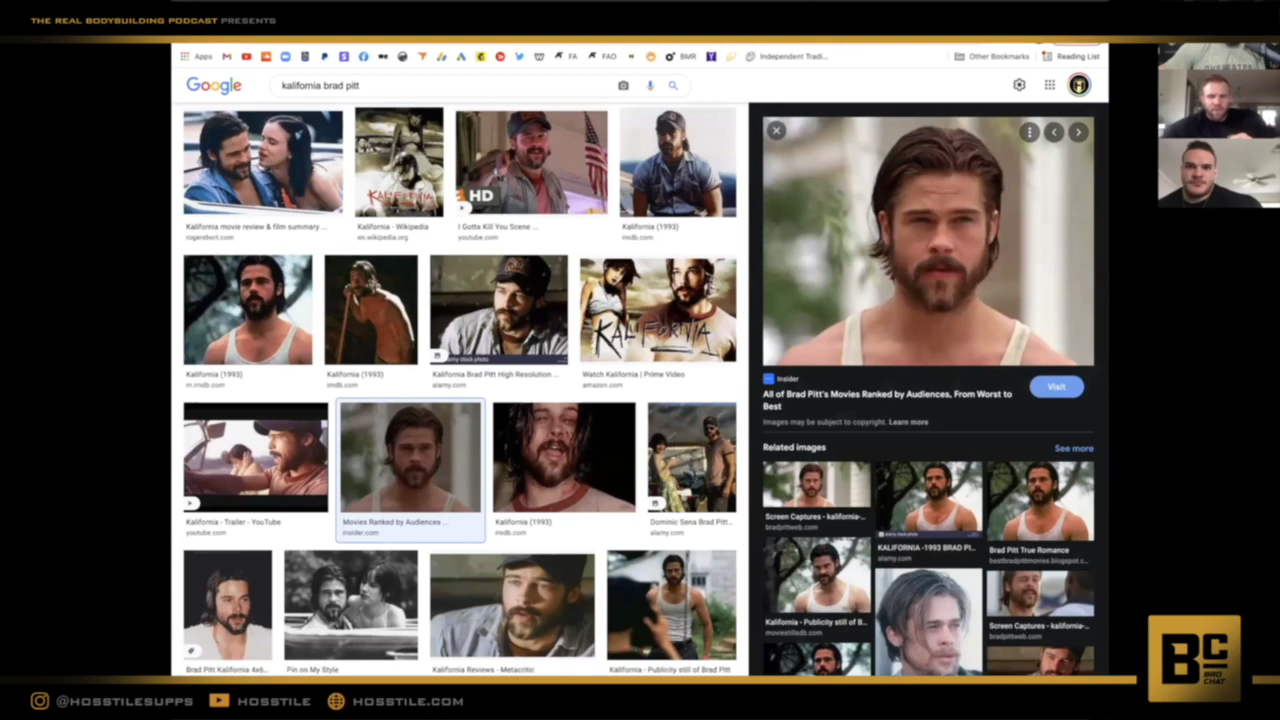 THE REAL BODYBUILDING PODCAST PRESENTS
Apps
FA
FAO
BMR
Independent Tradi...
Other Bookmarks
Reading List
Google
kalifornia brad pitt
KALIFORNIA
HD
Kalifornia movie review & film summary ...
rogerebert.com
Kalifornia - Wikipedia
en.wikipedia.org
I Gotta Kill You Scene ...
youtube.com
Kalifornia (1993)
imdb.com
alamy stock photo
KALIFORNIA
Kalifornia (1993)
m.imdb.com
Kalifornia (1993)
imdb.com
Kalifornia Brad Pitt High Resolution ...
alamy.com
Watch Kalifornia | Prime Video
amazon.com
Kalifornia - Trailer - YouTube
youtube.com
Movies Ranked by Audiences ...
insider.com
Kalifornia (1993)
imdb.com
Dominic Sena Brad Pitt...
alamy.com
Brad Pitt Kalifornia 4x6...
Pin on My Style
Kalifornia Reviews - Metacritic
Kalifornia - Publicity still of Brad Pitt
Insider
All of Brad Pitt's Movies Ranked by Audiences, From Worst to
Best
Visit
Images may be subject to copyright. Learn more
Related images
See more
Screen Captures - kalifornia-...
bradpittweb.com
KALIFORNIA -1993 BRAD PI...
alamy.com
Brad Pitt True Romance
bestbradpittmovies.blogspot.c...
Kalifornia - Publicity still of B...
moviestillsdb.com
Screen Captures - kalifornia-...
bradpittweb.com
BC
BRO
CHAT
@HOSSTILESUPPS
HOSSTILE
HOSSTILE.COM